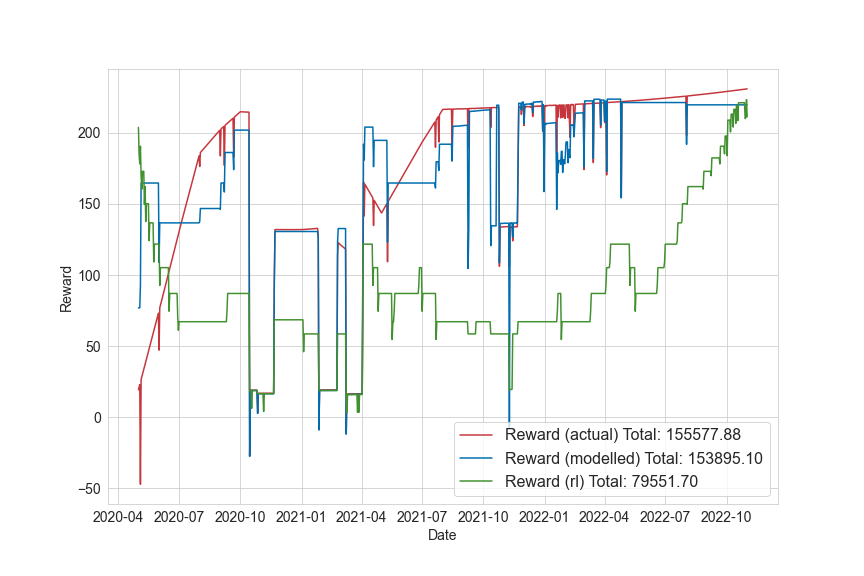 200
150
100
50
0
−50
Reward
2020-04 2020-07 2020-10 2021-01 2021-04 2021-07 2021-10 2022-01 2022-04 2022-07 2022-10
Date
Reward (actual) Total: 155577.88
Reward (modelled) Total: 153895.10
Reward (rl) Total: 79551.70